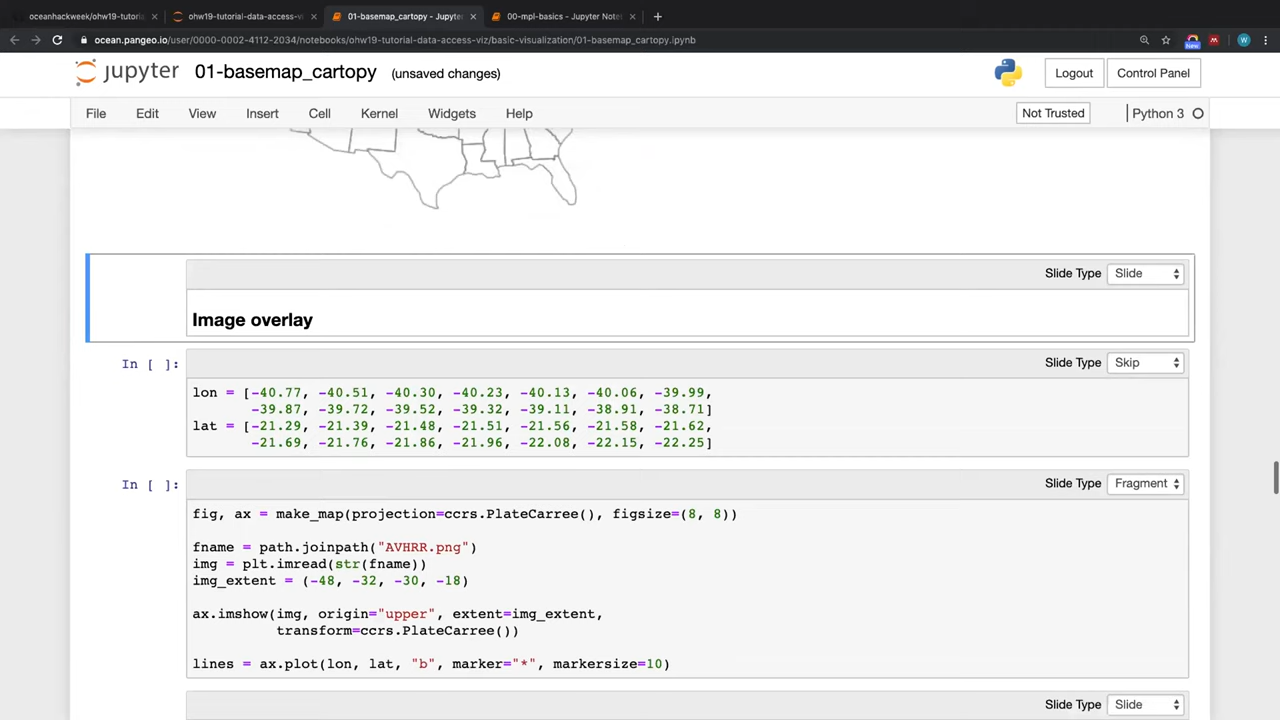 oceanhackweek/ohw19-tutoria
ohw19-tutorial-data-access-vi
01-basemap_cartopy - Jupyte
00-mpl-basics - Jupyter Note
ocean.pangeo.io/user/0000-0002-4112-2034/notebooks/ohw19-tutorial-data-access-viz/basic-visualization/01-basemap_cartopy.ipynb
New
W
jupyter 01-basemap_cartopy (unsaved changes)
Logout
Control Panel
File Edit View Insert Cell Kernel Widgets Help
Not Trusted
Python 3
Slide Type Slide
Image overlay
Slide Type Skip
In [ ]:
lon = [-40.77, -40.51, -40.30, -40.23, -40.13, -40.06, -39.99,
-39.87, -39.72, -39.52, -39.32, -39.11, -38.91, -38.71]
lat = [-21.29, -21.39, -21.48, -21.51, -21.56, -21.58, -21.62,
-21.69, -21.76, -21.86, -21.96, -22.08, -22.15, -22.25]
Slide Type Fragment
In [ ]:
fig, ax = make_map(projection=ccrs.PlateCarree(), figsize=(8, 8))
fname = path.joinpath("AVHRR.png")
img = plt.imread(str(fname))
img_extent = (-48, -32, -30, -18)
ax.imshow(img, origin="upper", extent=img_extent,
transform=ccrs.PlateCarree())
lines = ax.plot(lon, lat, "b", marker="*", markersize=10)
Slide Type Slide